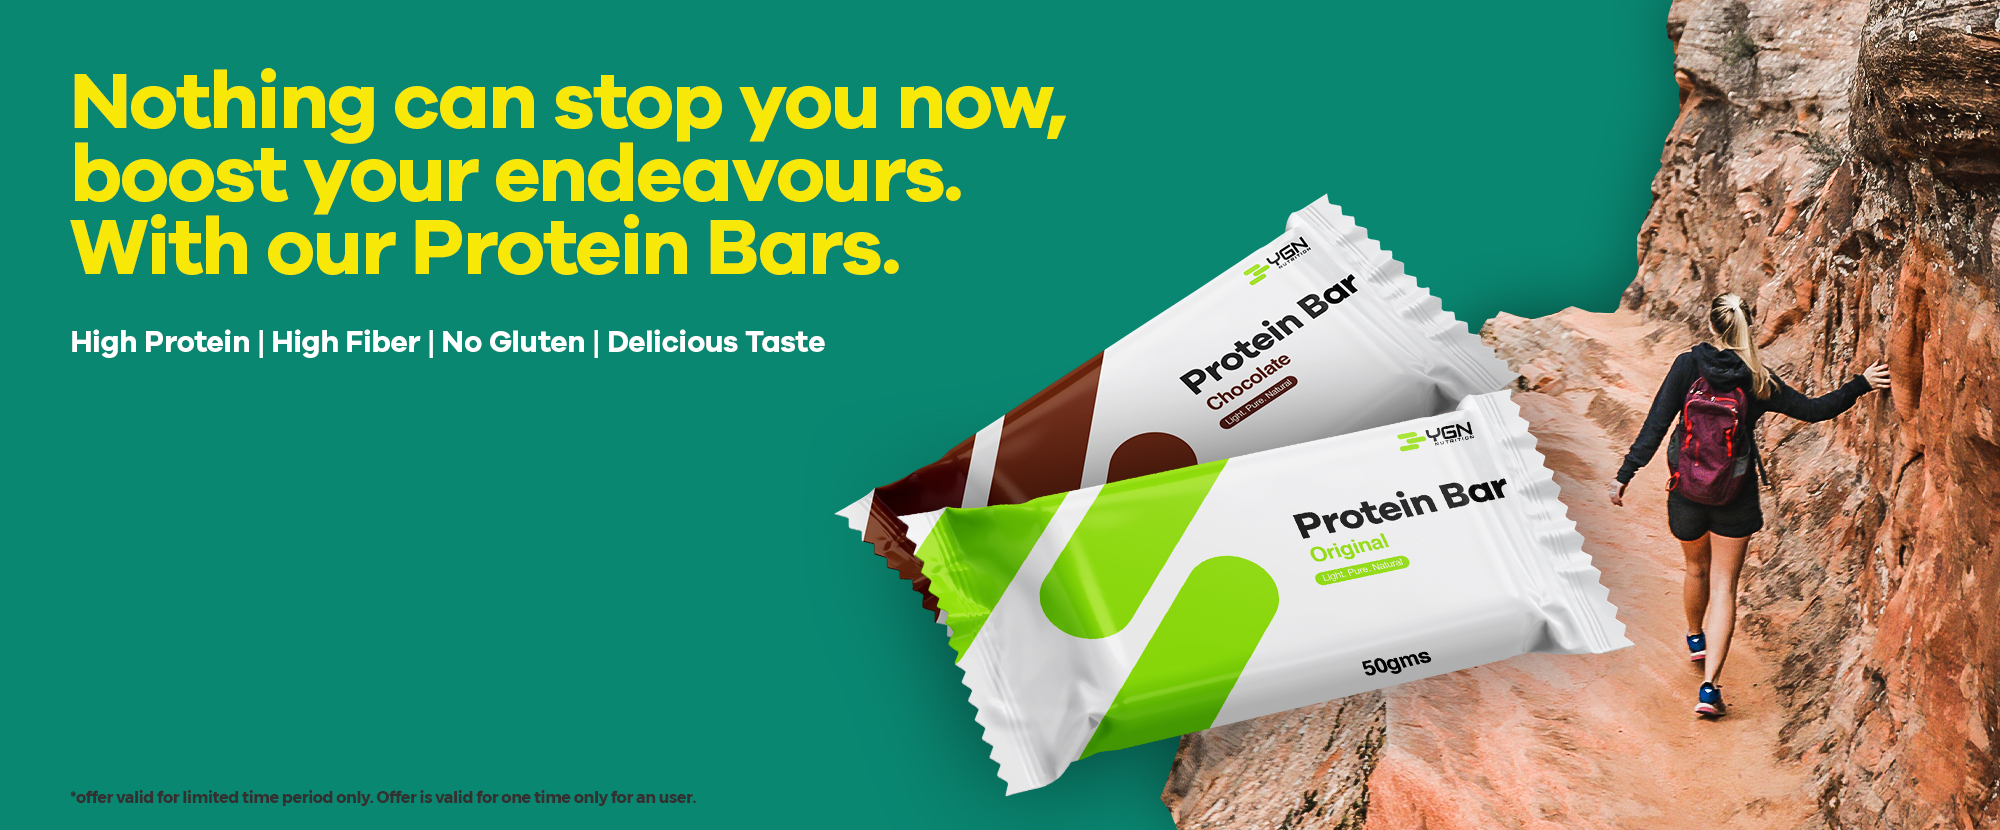 Nothing can stop you now,
boost your endeavours.
With our Protein Bars.
High Protein | High Fiber | No Gluten | Delicious Taste
YGN
NUTRITION
Protein Bar
Chocolate
Light. Pure. Natural
YGN
NUTRITION
Protein Bar
Original
Light. Pure. Natural
50gms
*offer valid for limited time period only. Offer is valid for one time only for an user.